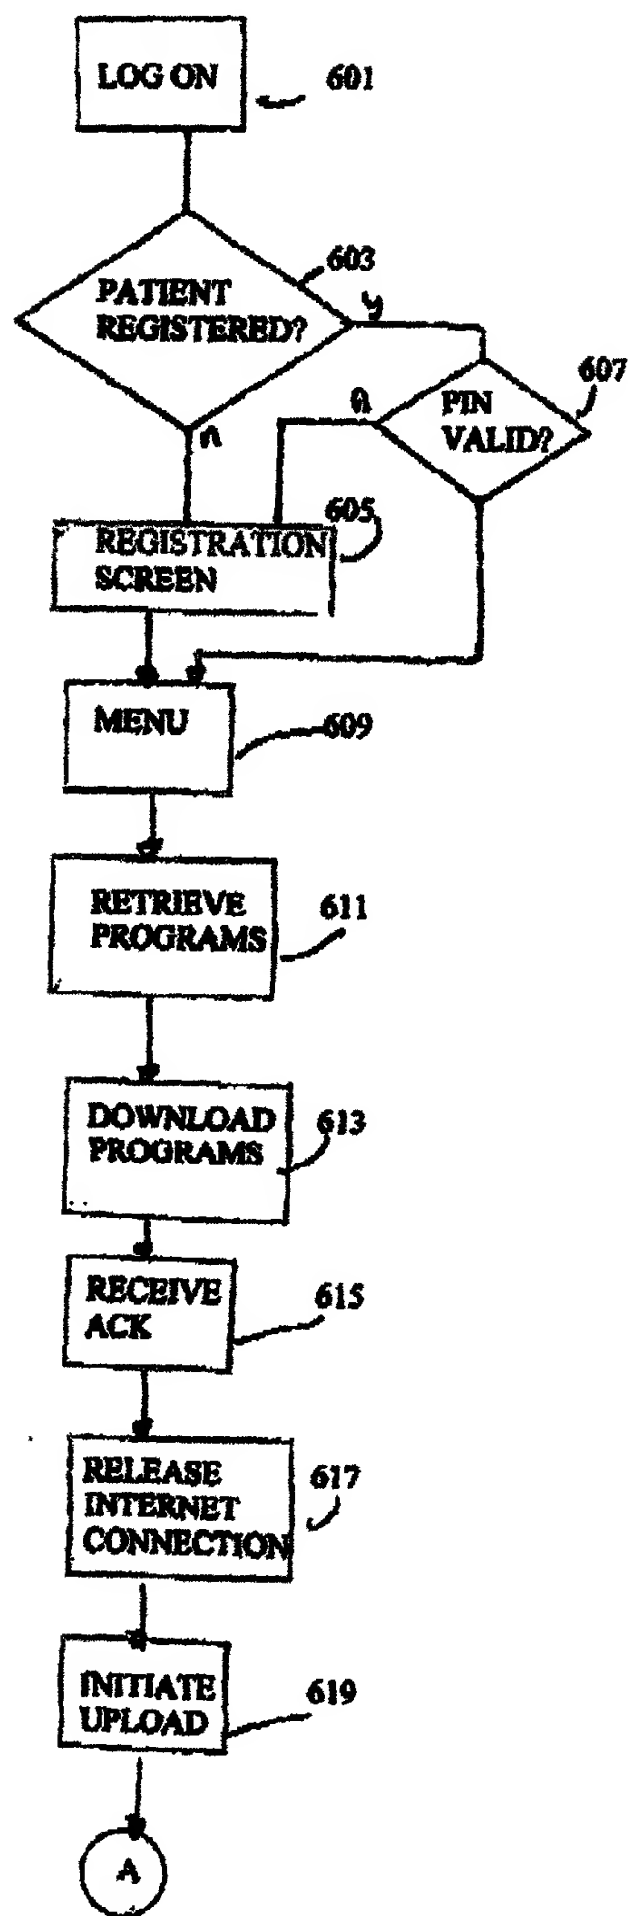 LOG ON
601
603
PATIENT
REGISTERED?
y
607
n
PIN
VALID?
n
605
REGISTRATION
SCREEN
MENU
609
RETRIEVE
PROGRAMS
611
DOWNLOAD
PROGRAMS
613
RECEIVE
ACK
615
RELEASE
INTERNET
CONNECTION
617
INITIATE
UPLOAD
619
A